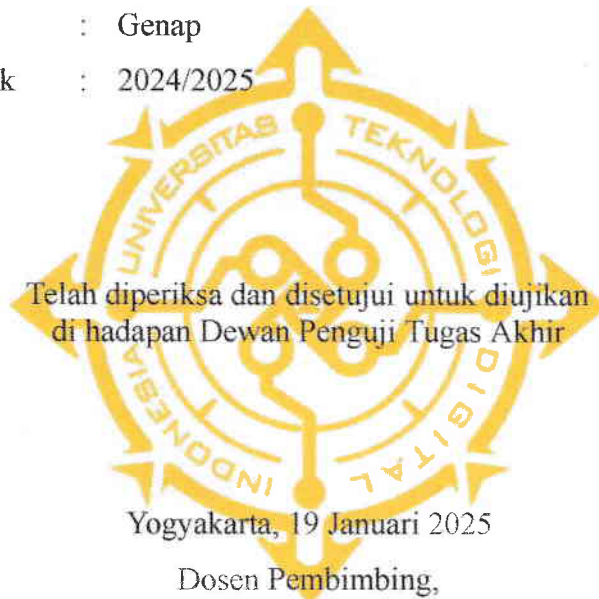 : Genap
k : 2024/2025
UNIVERSITAS TEKNOLOGI DIGITAL INDONESIA
Telah diperiksa dan disetujui untuk diujikan
di hadapan Dewan Penguji Tugas Akhir
Yogyakarta, 19 Januari 2025
Dosen Pembimbing,